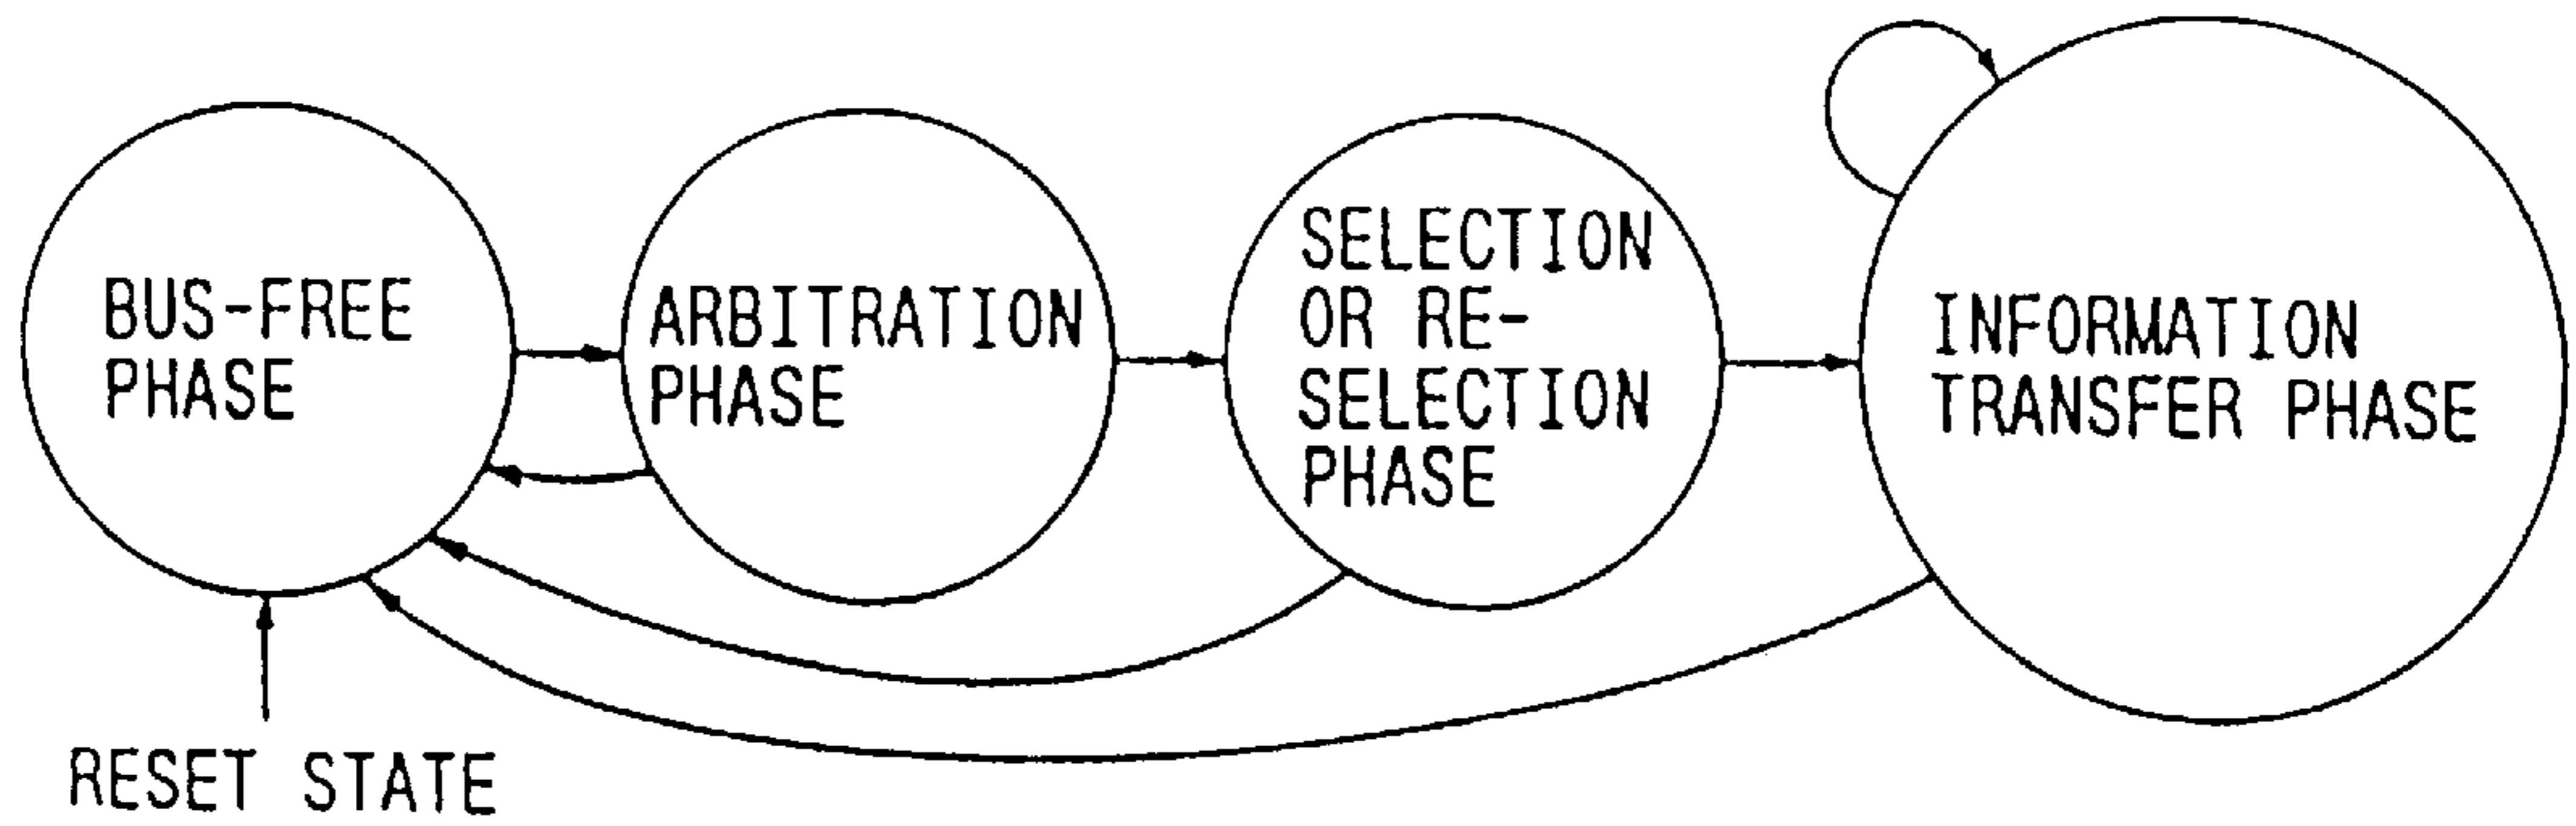 BUS-FREE
PHASE
ARBITRATION
PHASE
SELECTION
OR RE-
SELECTION
PHASE
INFORMATION
TRANSFER PHASE
RESET STATE